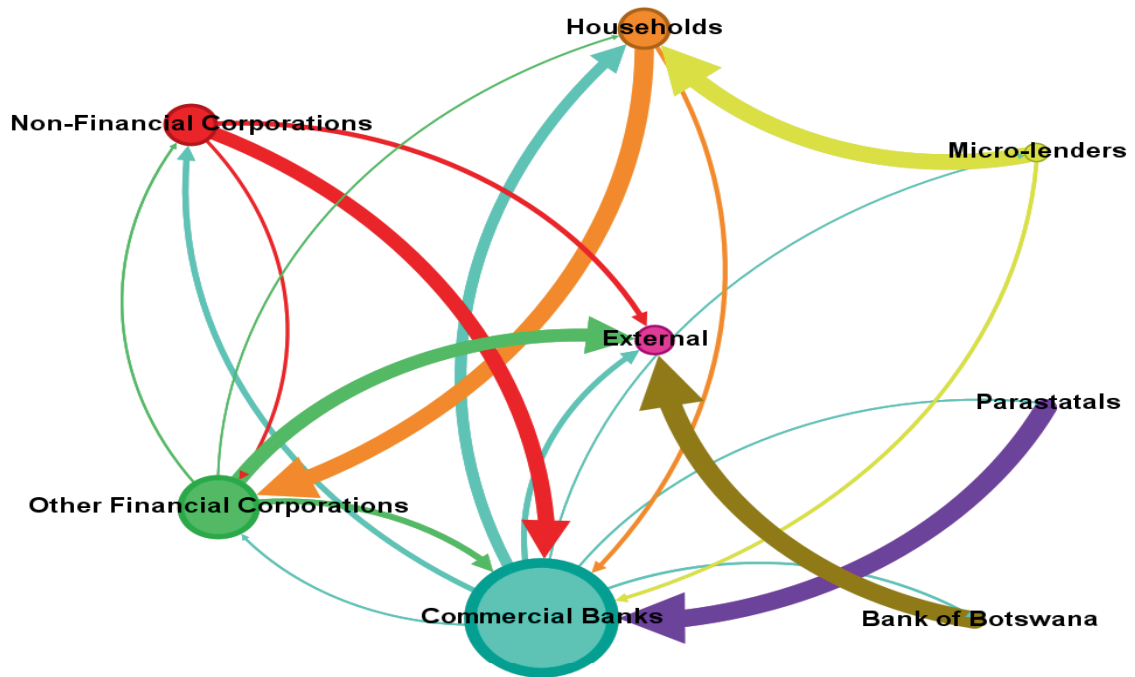 Households
Non-Financial Corporations
Micro-lenders
External
Parastatals
Other Financial Corporations
Commercial Banks
Bank of Botswana